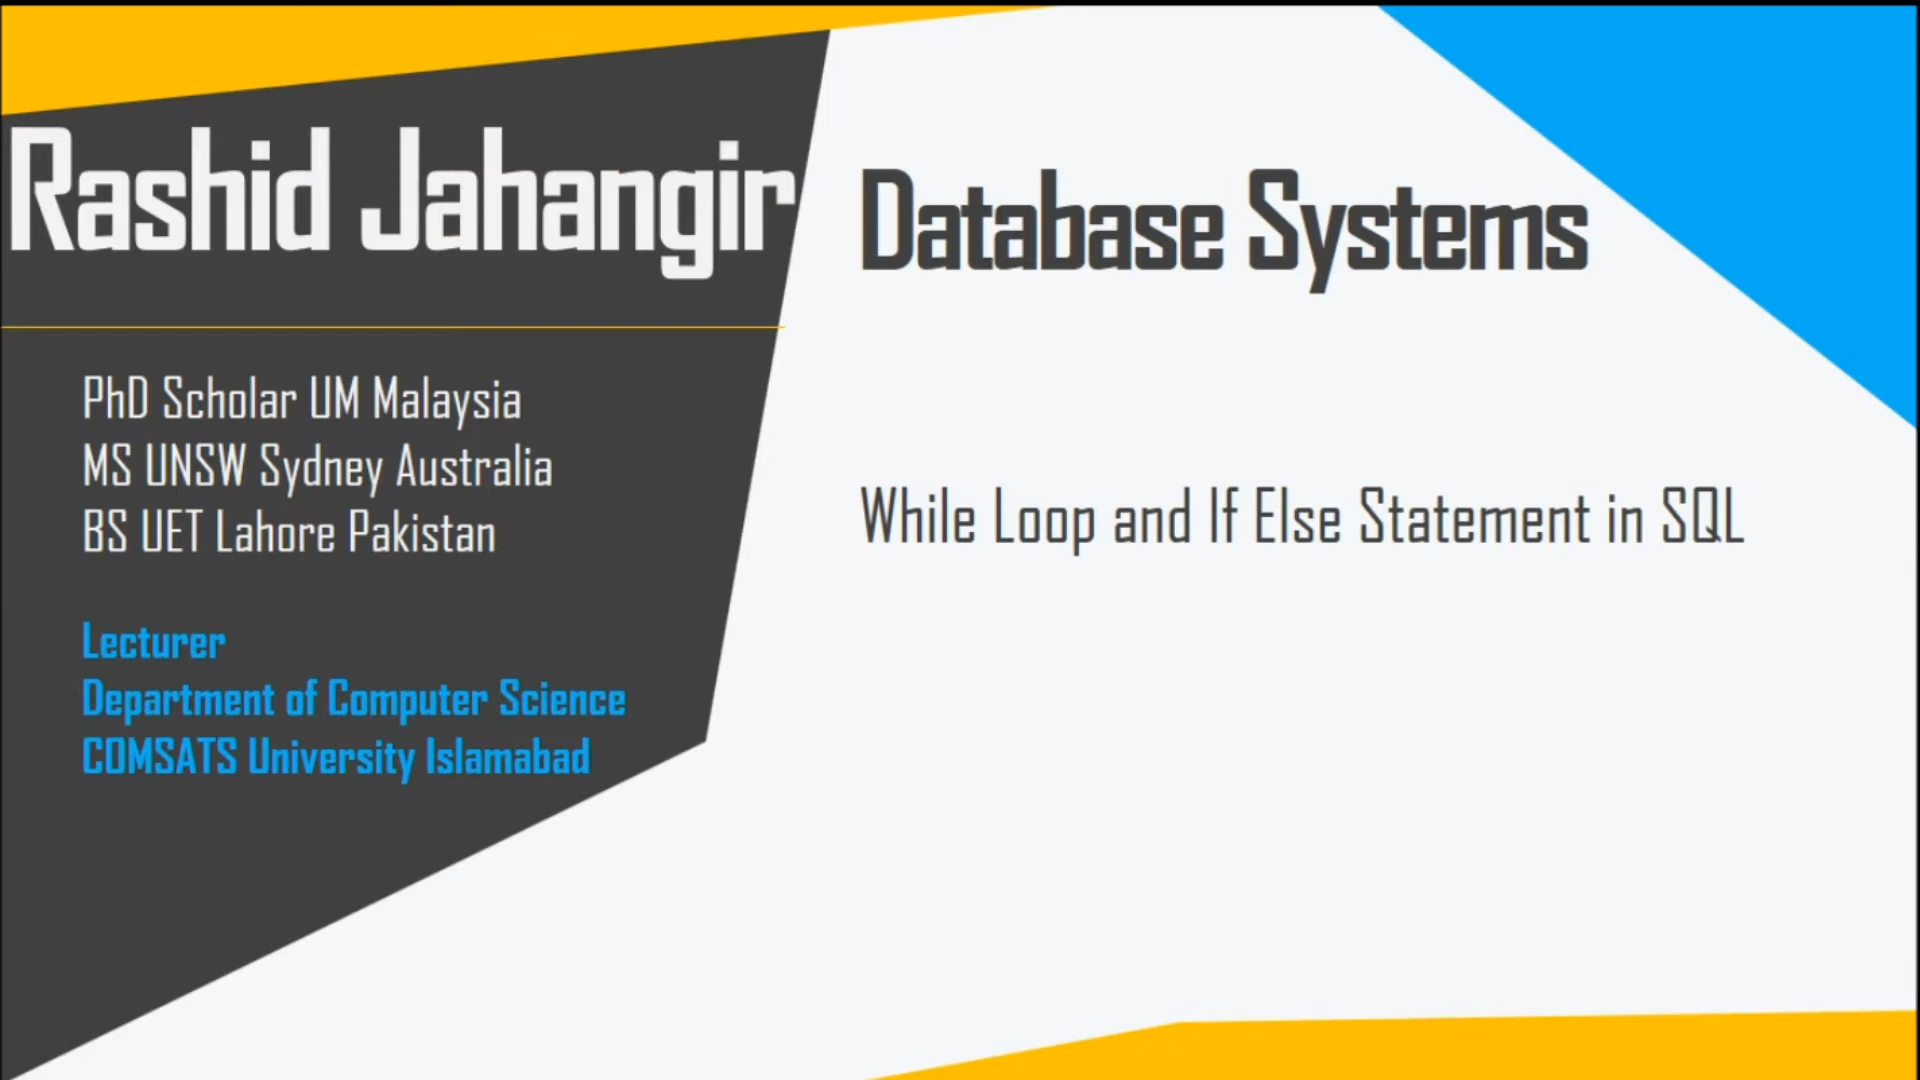 Rashid Jahangir
PhD Scholar UM Malaysia
MS UNSW Sydney Australia
BS UET Lahore Pakistan
Lecturer
Department of Computer Science
COMSATS University Islamabad
Database Systems
While Loop and If Else Statement in SQL